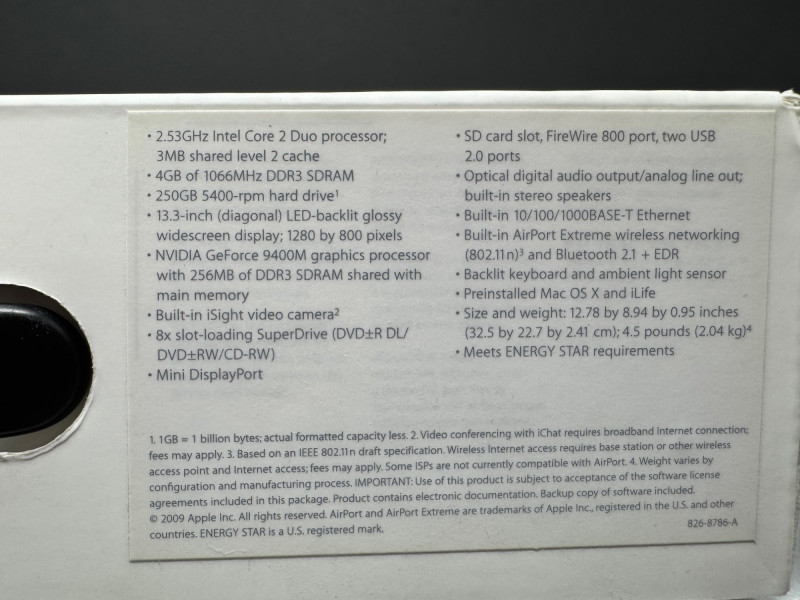 • 2.53GHz Intel Core 2 Duo processor;
3MB shared level 2 cache
• 4GB of 1066MHz DDR3 SDRAM
• 250GB 5400-rpm hard drive¹
• 13.3-inch (diagonal) LED-backlit glossy
widescreen display; 1280 by 800 pixels
• NVIDIA GeForce 9400M graphics processor
with 256MB of DDR3 SDRAM shared with
main memory
• Built-in iSight video camera²
• 8x slot-loading SuperDrive (DVD±R DL/
DVD±RW/CD-RW)
• Mini DisplayPort
• SD card slot, FireWire 800 port, two USB
2.0 ports
• Optical digital audio output/analog line out;
built-in stereo speakers
• Built-in 10/100/1000BASE-T Ethernet
• Built-in AirPort Extreme wireless networking
(802.11n)³ and Bluetooth 2.1 + EDR
• Backlit keyboard and ambient light sensor
• Preinstalled Mac OS X and iLife
• Size and weight: 12.78 by 8.94 by 0.95 inches
(32.5 by 22.7 by 2.41 cm); 4.5 pounds (2.04 kg)⁴
• Meets ENERGY STAR requirements
1. 1GB = 1 billion bytes; actual formatted capacity less. 2. Video conferencing with iChat requires broadband Internet connection;
fees may apply. 3. Based on an IEEE 802.11n draft specification. Wireless Internet access requires base station or other wireless
access point and Internet access; fees may apply. Some ISPs are not currently compatible with AirPort. 4. Weight varies by
configuration and manufacturing process. IMPORTANT: Use of this product is subject to acceptance of the software license
agreements included in this package. Product contains electronic documentation. Backup copy of software included.
© 2009 Apple Inc. All rights reserved. AirPort and AirPort Extreme are trademarks of Apple Inc., registered in the U.S. and other
countries. ENERGY STAR is a U.S. registered mark.
826-8786-A